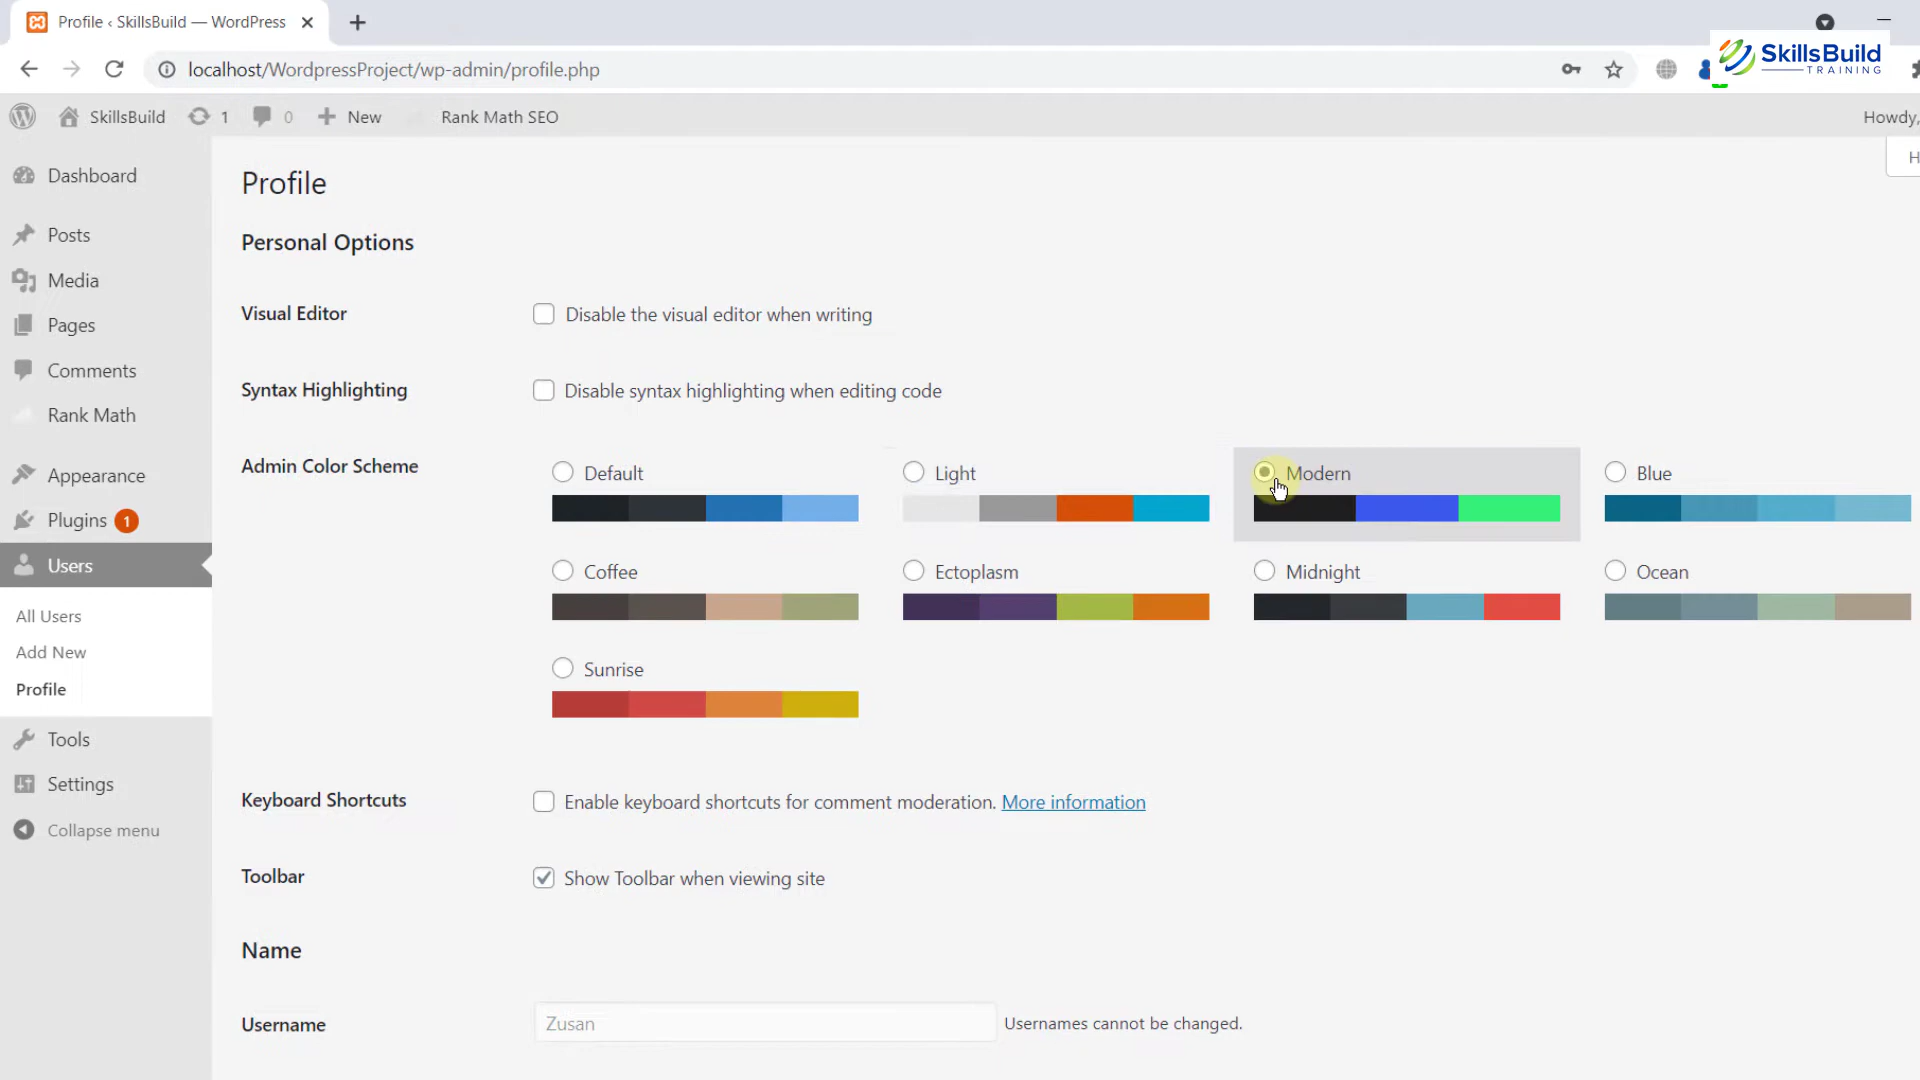 Profile ‹ SkillsBuild — WordPress
localhost/WordpressProject/wp-admin/profile.php
SkillsBuild
TRAINING
SkillsBuild 1 0 New Rank Math SEO Howdy,
H
Dashboard
Posts
Media
Pages
Comments
Rank Math
Appearance
Plugins 1
Users
All Users
Add New
Profile
Tools
Settings
Collapse menu
Profile
Personal Options
Visual Editor Disable the visual editor when writing
Syntax Highlighting Disable syntax highlighting when editing code
Admin Color Scheme Default Light Modern Blue
Coffee Ectoplasm Midnight Ocean
Sunrise
Keyboard Shortcuts Enable keyboard shortcuts for comment moderation. More information
Toolbar Show Toolbar when viewing site
Name
Username Zusan Usernames cannot be changed.